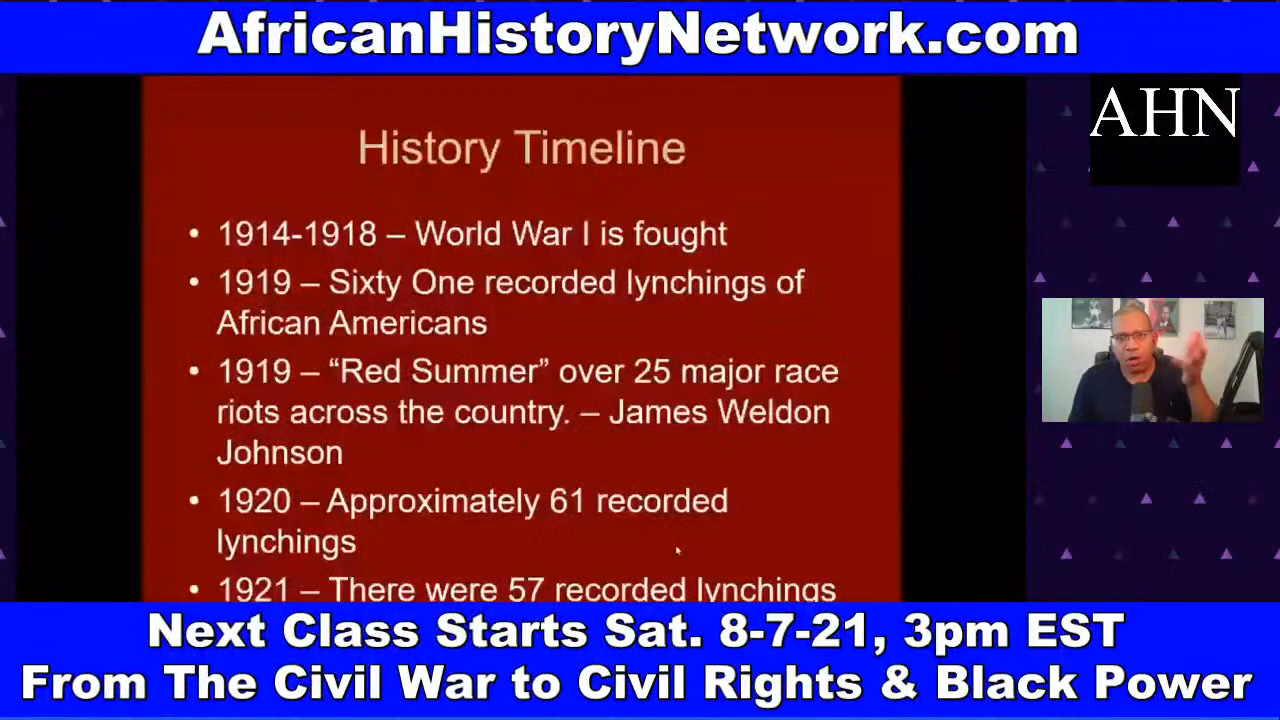 AfricanHistoryNetwork.com
AHN
History Timeline
• 1914-1918 – World War I is fought
• 1919 – Sixty One recorded lynchings of
African Americans
• 1919 – “Red Summer” over 25 major race
riots across the country. – James Weldon
Johnson
• 1920 – Approximately 61 recorded
lynchings
• 1921 – There were 57 recorded lynchings
Next Class Starts Sat. 8-7-21, 3pm EST
From The Civil War to Civil Rights & Black Power